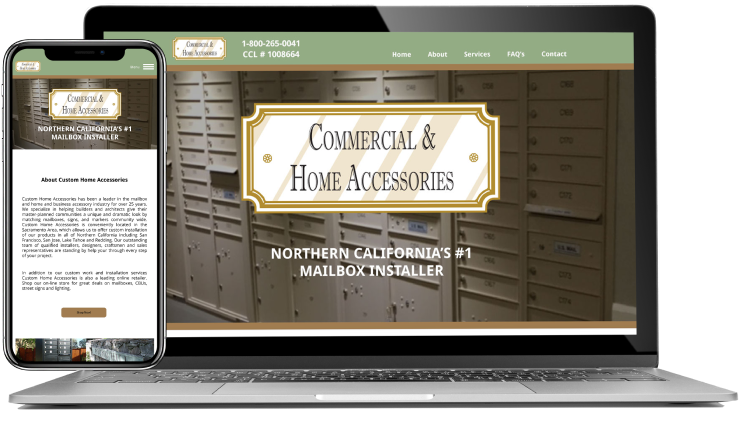 1-800-265-0041
CCL # 1008664
Home About Services FAQ's Contact
COMMERCIAL &
HOME ACCESSORIES
NORTHERN CALIFORNIA'S #1
MAILBOX INSTALLER
COMMERCIAL &
HOME ACCESSORIES
Menu
COMMERCIAL &
HOME ACCESSORIES
NORTHERN CALIFORNIA'S #1
MAILBOX INSTALLER
About Custom Home Accessories
Custom Home Accessories has been a leader in the mailbox
and home and business accessory industry for over 25 years.
We specialize in helping builders and architects give their
master-planned communities a unique and dramatic look by
matching mailboxes, signs, and markers community wide.
Custom Home Accessories is conveniently located in the
Sacramento Area, which allows us to offer custom installation
of our products in all of Northern California including San
Francisco, San Jose, Lake Tahoe and Redding. Our outstanding
team of qualified installers, designers, craftsmen and sales
representatives are standing by help your through every step
of your project.
In addition to our custom work and installation services
Custom Home Accessories is also a leading online retailer.
Shop our on-line store for great deals on mailboxes, CBUs,
street signs and lighting.